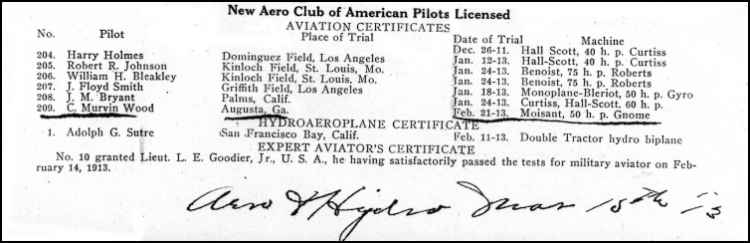 New Aero Club of American Pilots Licensed
AVIATION CERTIFICATES
No. Pilot Place of Trial Date of Trial Machine
204. Harry Holmes Dominguez Field, Los Angeles Dec. 26-11. Hall Scott, 40 h. p. Curtiss
205. Robert R. Johnson Kinloch Field, St. Louis, Mo. Jan. 12-13. Hall-Scott, 40 h. p. Curtiss
206. William H. Bleakley Kinloch Field, St. Louis, Mo. Jan. 24-13. Benoist, 75 h. p. Roberts
207. J. Floyd Smith Griffith Field, Los Angeles Jan. 24-13. Benoist, 75 h. p. Roberts
208. J. M. Bryant Palms, Calif. Jan. 18-13. Monoplane-Bleriot, 50 h. p. Gyro
209. C. Murvin Wood Augusta, Ga. Jan. 24-13. Curtiss, Hall-Scott, 60 h. p.
Feb. 21-13. Moisant, 50 h. p. Gnome
HYDROAEROPLANE CERTIFICATE
1. Adolph G. Sutre San Francisco Bay, Calif. Feb. 11-13. Double Tractor hydro biplane
EXPERT AVIATOR'S CERTIFICATE
No. 10 granted Lieut. L. E. Goodier, Jr., U. S. A., he having satisfactorily passed the tests for military aviator on Feb-
ruary 14, 1913.
Aero & Hydro Mar 15th '13